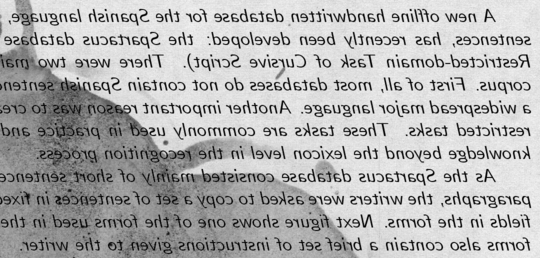 A new offline handwritten database for the Spanish language,
sentences, has recently been developed: the Spartacus database
Restricted-domain Task of Cursive Script). There were two mai
corpus. First of all, most databases do not contain Spanish sentenc
a widespread major language. Another important reason was to crea
restricted tasks. These tasks are commonly used in practice and
knowledge beyond the lexicon level in the recognition process.
As the Spartacus database consisted mainly of short sentence
paragraphs, the writers were asked to copy a set of sentences in fixed
fields in the forms. Next figure shows one of the forms used in the
forms also contain a brief set of instructions given to the writer.